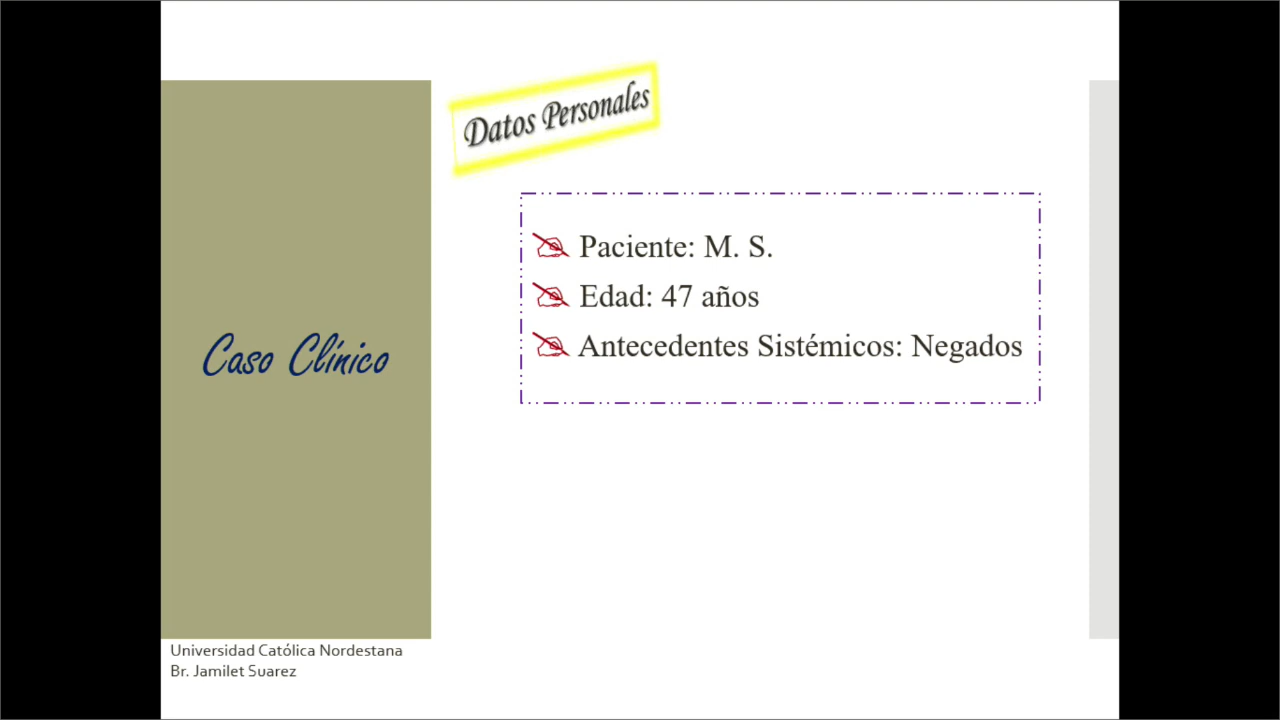 Datos Personales
Paciente: M. S.
Edad: 47 años
Antecedentes Sistémicos: Negados
Caso Clínico
Universidad Católica Nordestana
Br. Jamilet Suarez